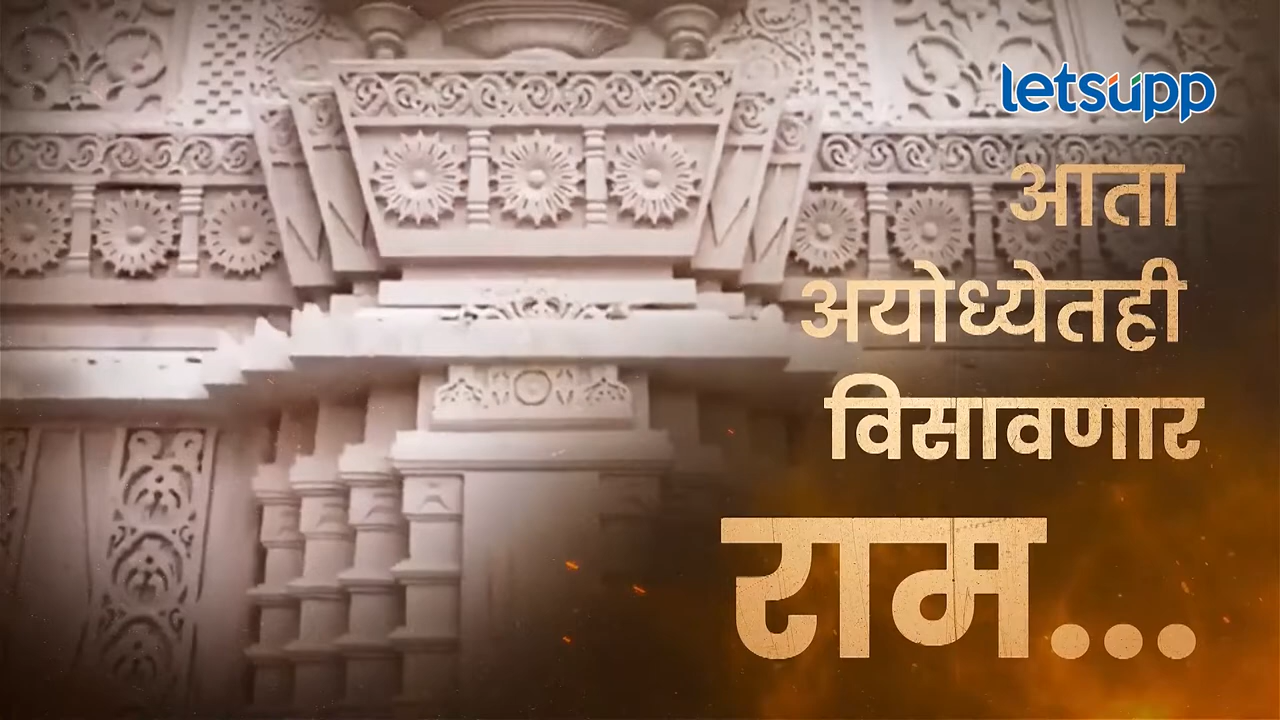 letsupp
आता
अयोध्येतही
विसावणार
राम...